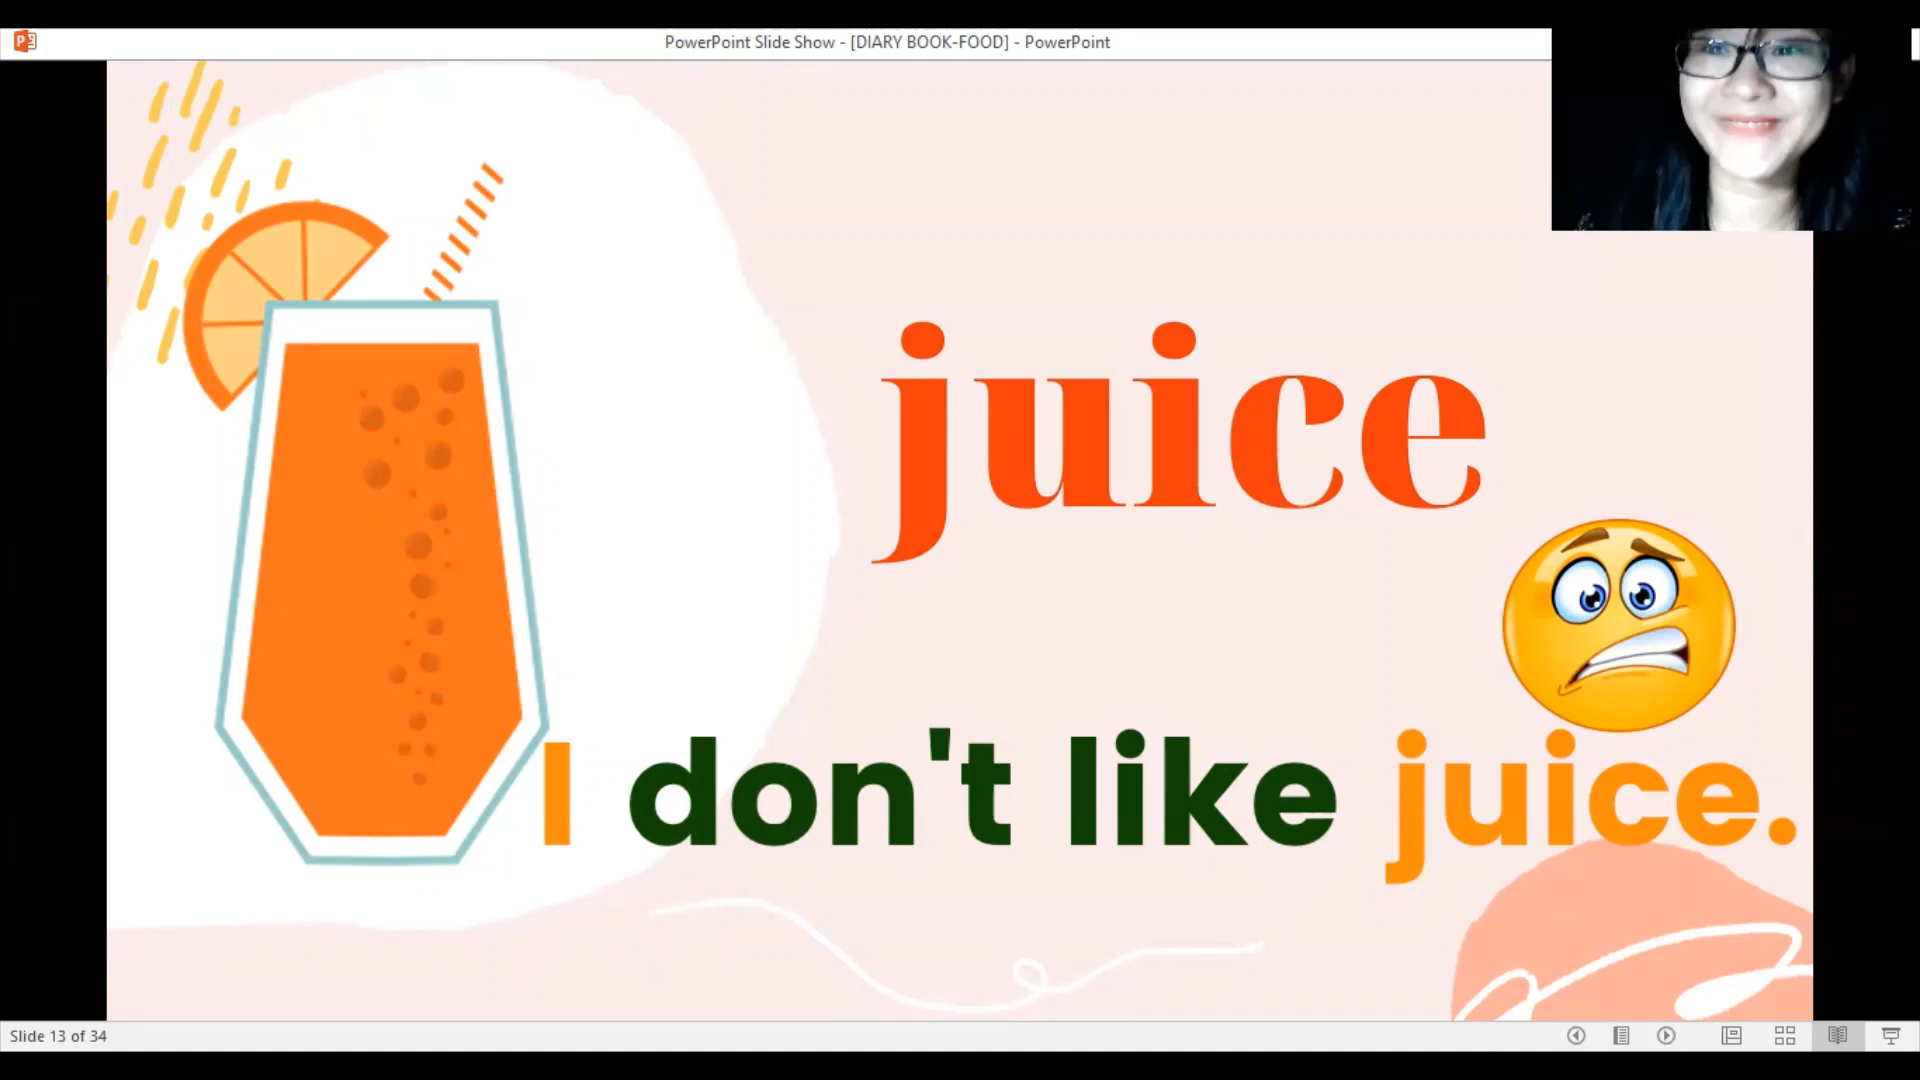 PowerPoint Slide Show - [DIARY BOOK-FOOD] - PowerPoint
juice
I don't like juice.
Slide 13 of 34